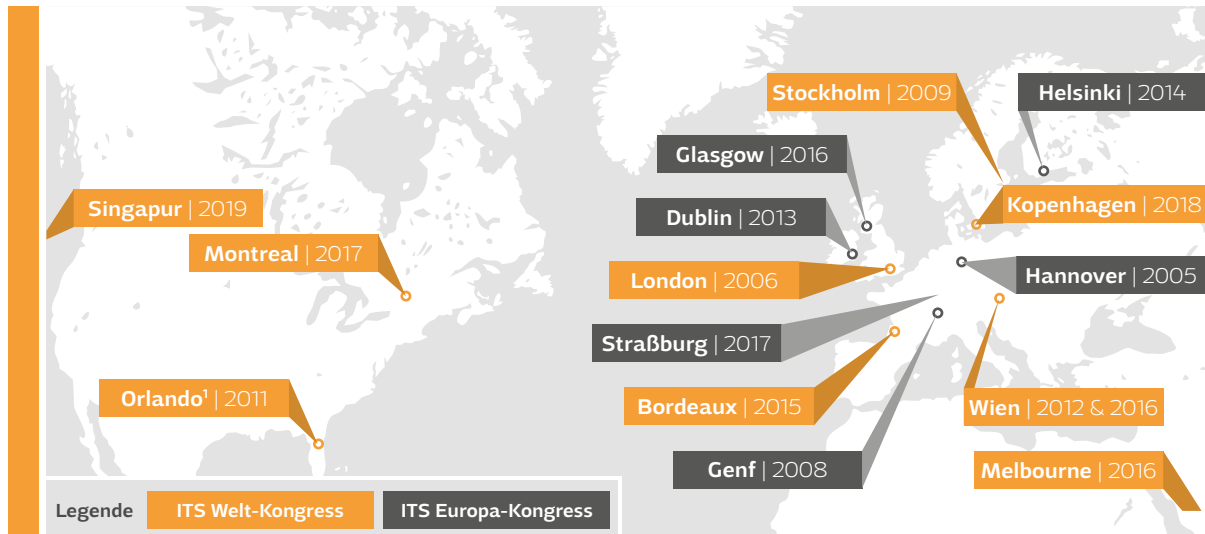 Stockholm | 2009
Helsinki | 2014
Glasgow | 2016
Singapur | 2019
Dublin | 2013
Kopenhagen | 2018
Montreal | 2017
London | 2006
Hannover | 2005
Straßburg | 2017
Orlando¹ | 2011
Bordeaux | 2015
Wien | 2012 & 2016
Genf | 2008
Melbourne | 2016
Legende
ITS Welt-Kongress
ITS Europa-Kongress